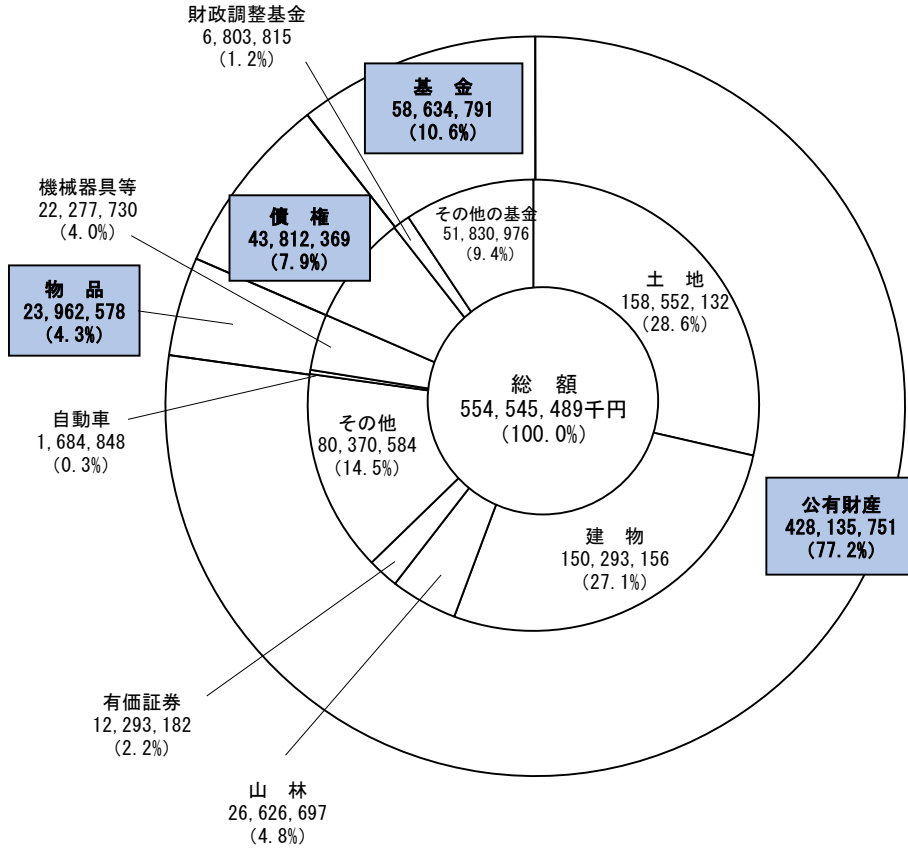 財政調整基金
6,803,815
(1.2%)
基　金
58,634,791
(10.6%)
機械器具等
22,277,730
(4.0%)
債　権
43,812,369
(7.9%)
その他の基金
51,830,976
(9.4%)
土　地
158,552,132
(28.6%)
物　品
23,962,578
(4.3%)
総　額
554,545,489千円
(100.0%)
自動車
1,684,848
(0.3%)
その他
80,370,584
(14.5%)
公有財産
428,135,751
(77.2%)
建　物
150,293,156
(27.1%)
有価証券
12,293,182
(2.2%)
山　林
26,626,697
(4.8%)